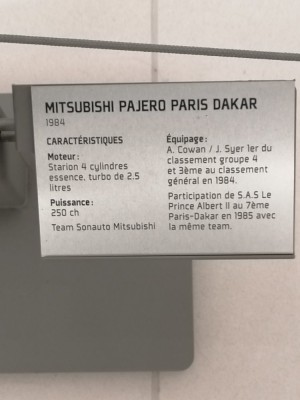 MITSUBISHI PAJERO PARIS DAKAR
1984
CARACTÉRISTIQUES
Moteur :
Starion 4 cylindres
essence, turbo de 2.5
litres
Puissance :
250 ch
Team Sonauto Mitsubishi
Équipage :
A. Cowan / J. Syer 1er du
classement groupe 4
et 3ème au classement
général en 1984.
Participation de S.A.S Le
Prince Albert II au 7ème
Paris-Dakar en 1985 avec
la même team.